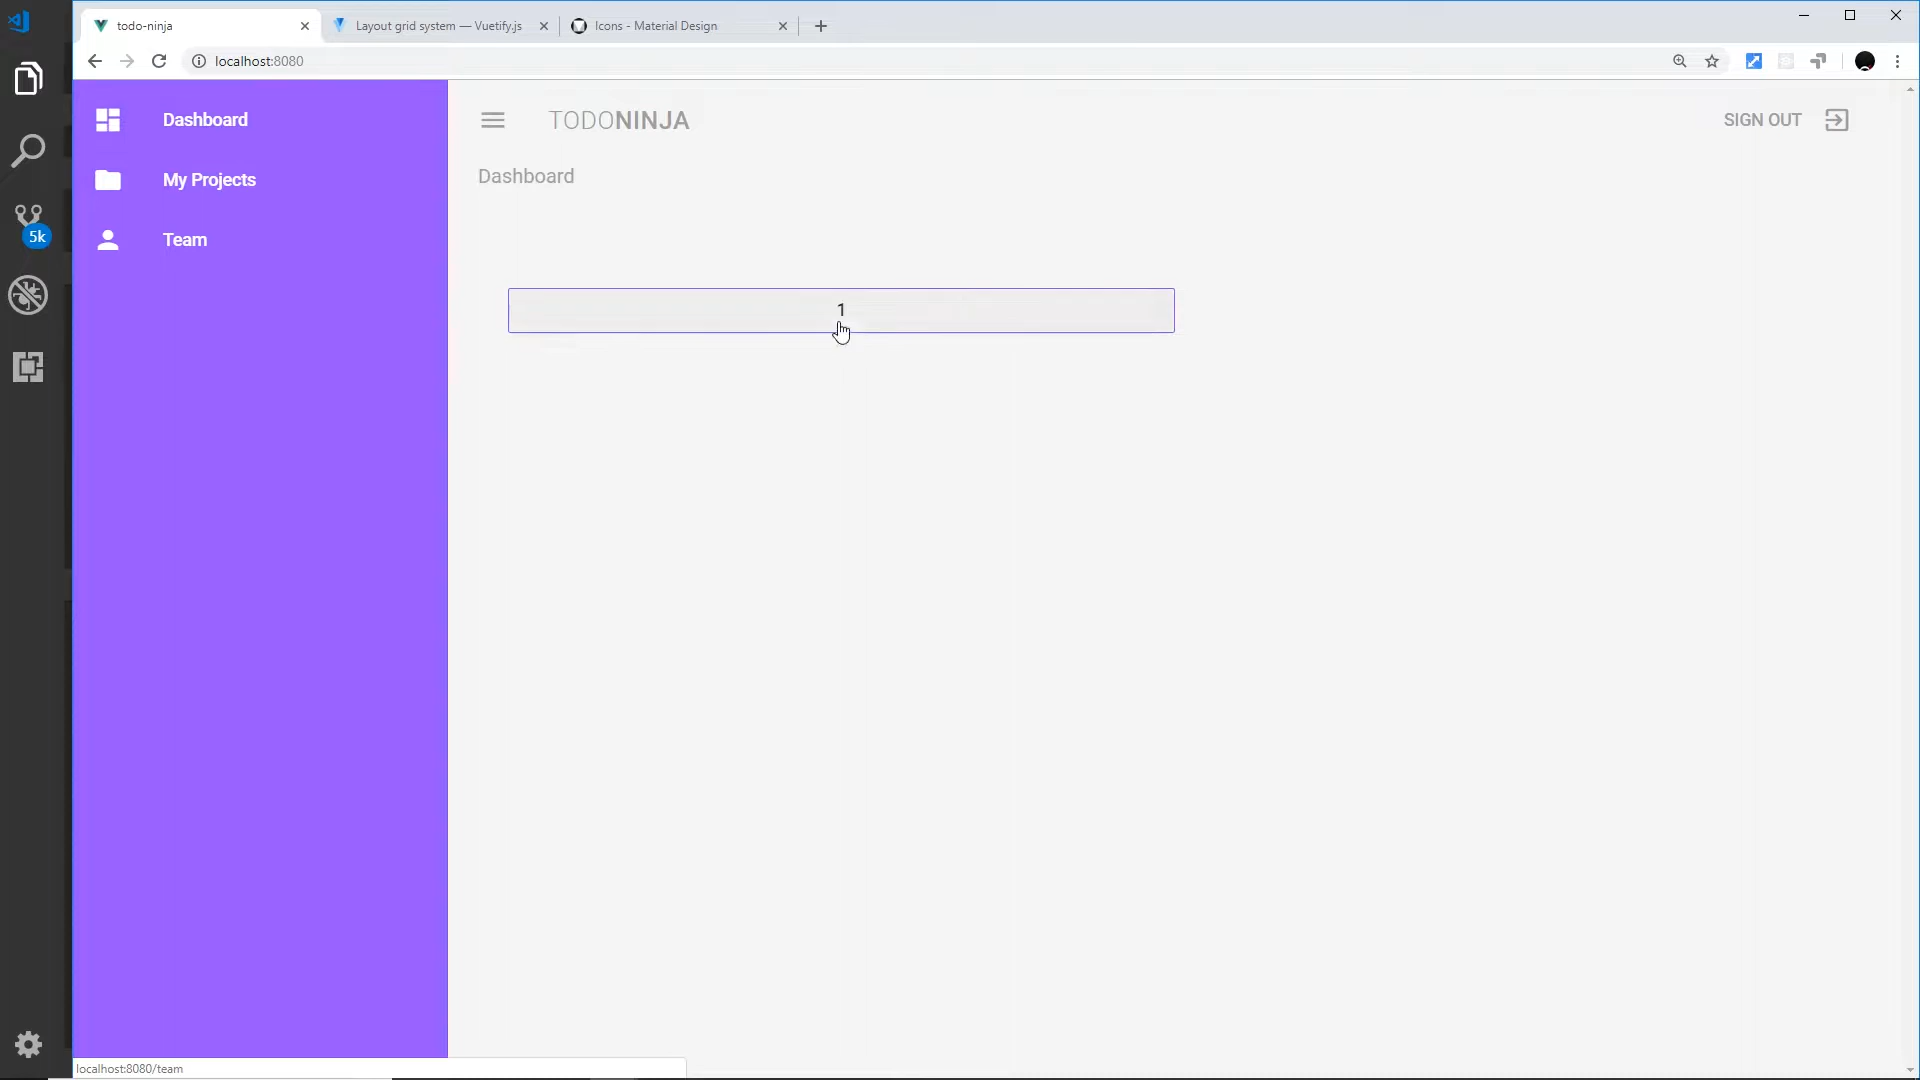 todo-ninja
Layout grid system — Vuetify.js
Icons - Material Design
localhost:8080
Dashboard
My Projects
Team
TODONINJA
SIGN OUT
Dashboard
1
5k
localhost:8080/team